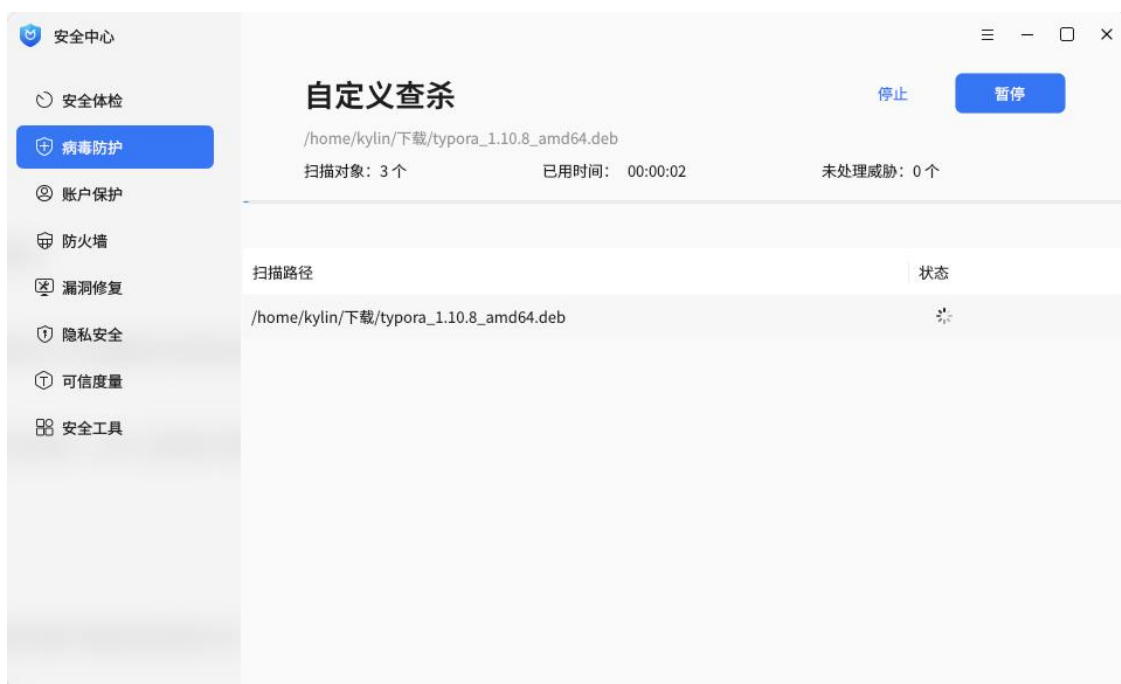 安全中心
安全体检
病毒防护
账户保护
防火墙
漏洞修复
隐私安全
可信度量
安全工具
自定义查杀
停止
暂停
/home/kylin/下载/typora_1.10.8_amd64.deb
扫描对象：3个 已用时间： 00:00:02 未处理威胁：0个
扫描路径 状态
/home/kylin/下载/typora_1.10.8_amd64.deb